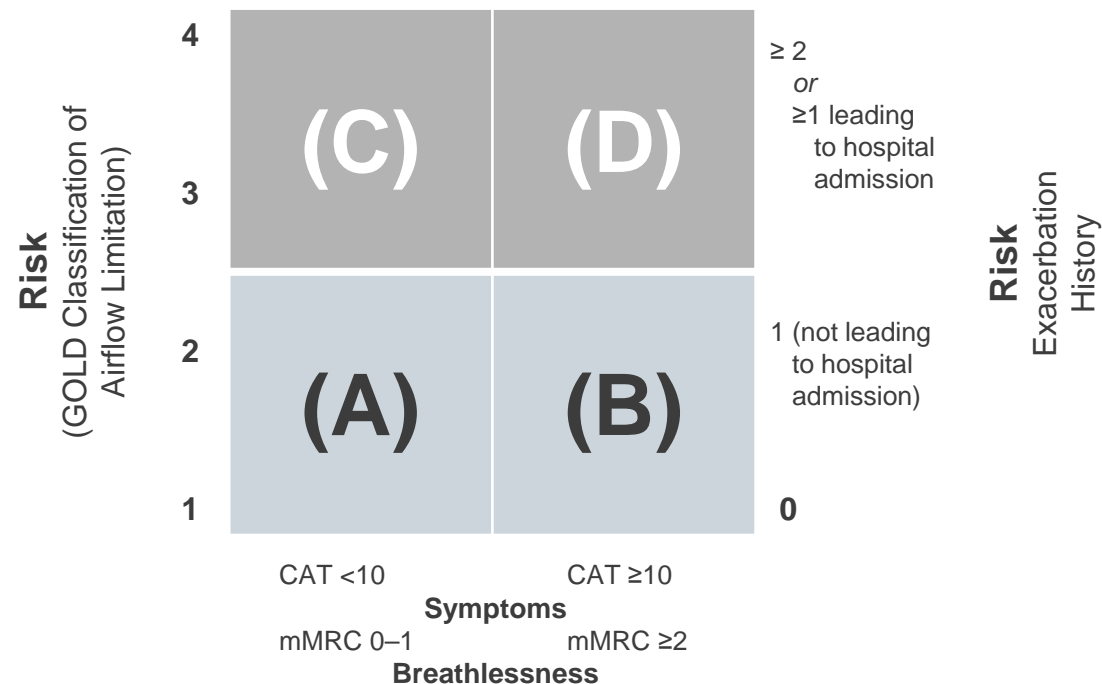 Risk
(GOLD Classification of
Airflow Limitation)
4
3
2
1
(C)
(D)
(A)
(B)
≥ 2
or
≥1 leading
to hospital
admission
1 (not leading
to hospital
admission)
0
Risk
Exacerbation
History
CAT <10
CAT ≥10
Symptoms
mMRC 0–1
mMRC ≥2
Breathlessness